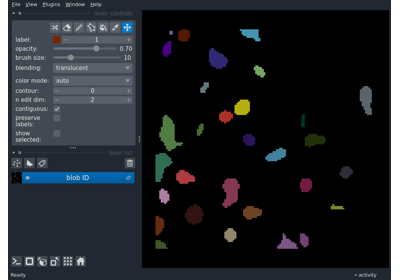 File View Plugins Window Help
layer controls
label: 1
opacity: 0.70
brush size: 10
blending: translucent
color mode: auto
contour: 0
n edit dim: 2
contiguous:
preserve
labels:
show
selected:
layer list
blob ID
Ready
activity